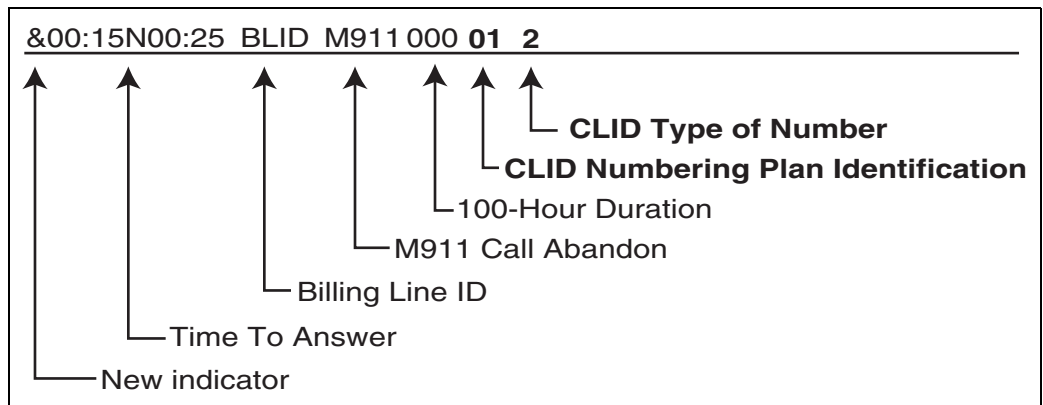 &00:15N00:25 BLID M911 000 01 2
CLID Type of Number
CLID Numbering Plan Identification
100-Hour Duration
M911 Call Abandon
Billing Line ID
Time To Answer
New indicator